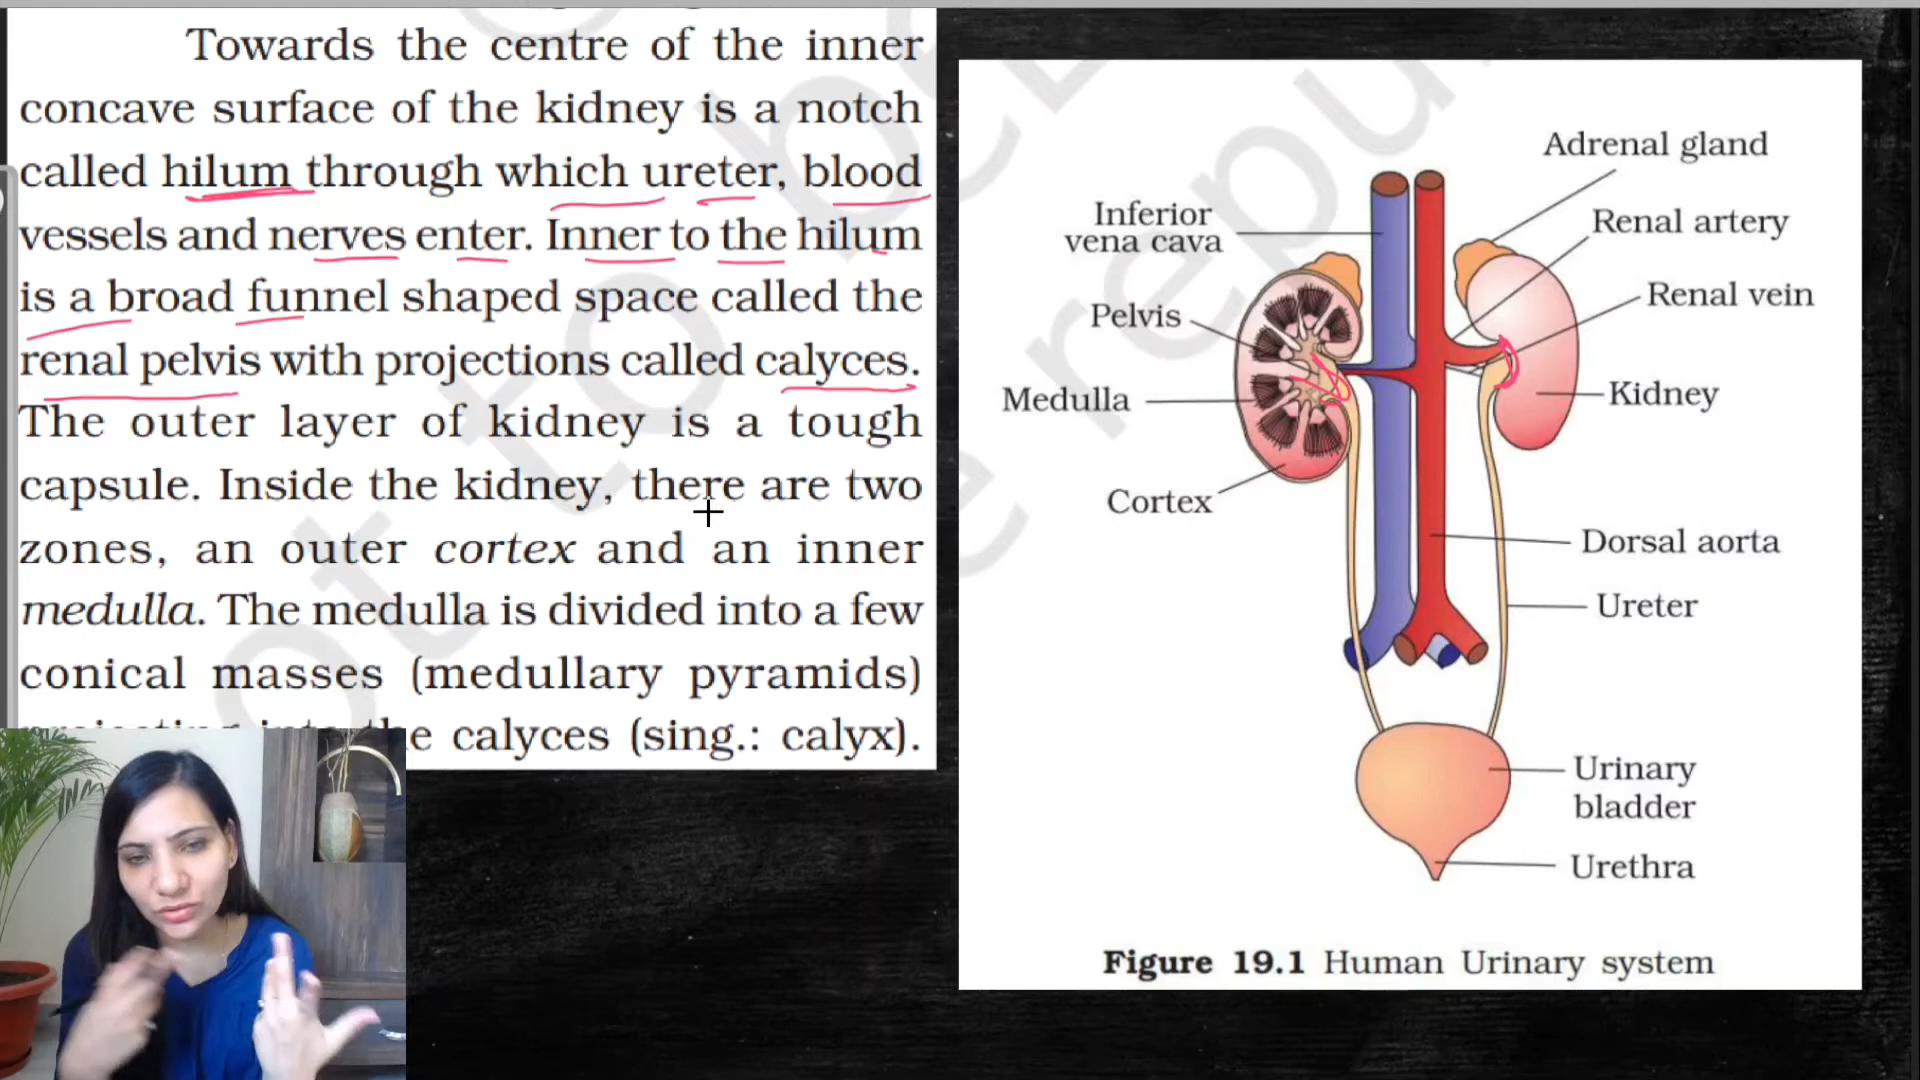 Towards the centre of the inner
concave surface of the kidney is a notch
called hilum through which ureter, blood
vessels and nerves enter. Inner to the hilum
is a broad funnel shaped space called the
renal pelvis with projections called calyces.
The outer layer of kidney is a tough
capsule. Inside the kidney, there are two
zones, an outer cortex and an inner
medulla. The medulla is divided into a few
conical masses (medullary pyramids)
calyces (sing.: calyx).
Adrenal gland
Inferior
vena cava
Renal artery
Renal vein
Pelvis
Medulla
Kidney
Cortex
Dorsal aorta
Ureter
Urinary
bladder
Urethra
Figure 19.1 Human Urinary system